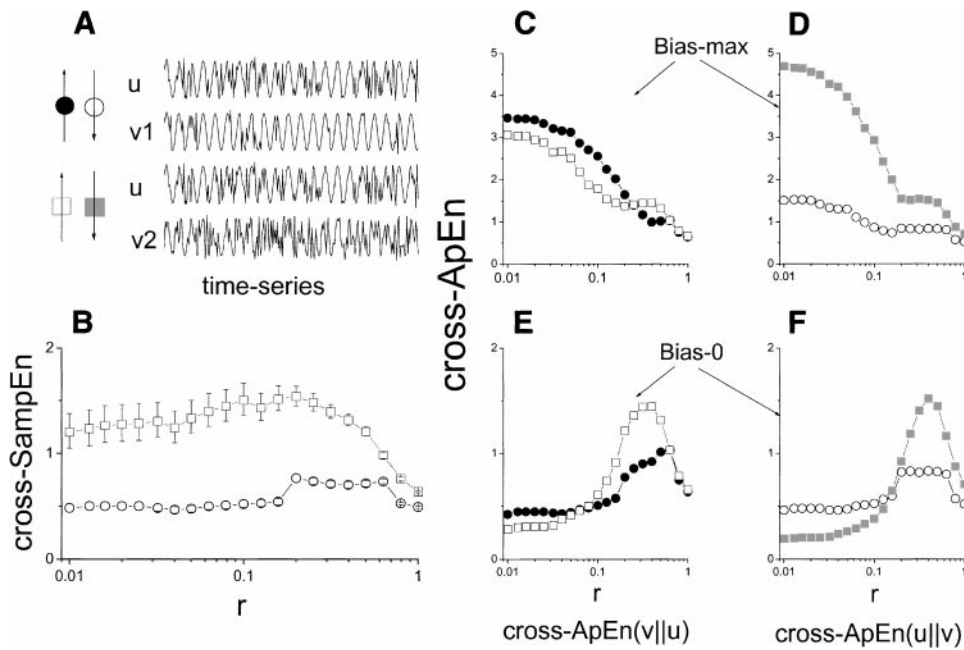 A
u
v1
u
v2
time-series
B
cross-SampEn
2
1
0
0.01
0.1
1
r
cross-ApEn
C
5
4
3
2
1
0
0.01
0.1
1
Bias-max
D
5
4
3
2
1
0
0.01
0.1
1
E
2
1
0
0.01
0.1
1
r
cross-ApEn(v||u)
Bias-0
F
2
1
0
0.01
0.1
1
r
cross-ApEn(u||v)